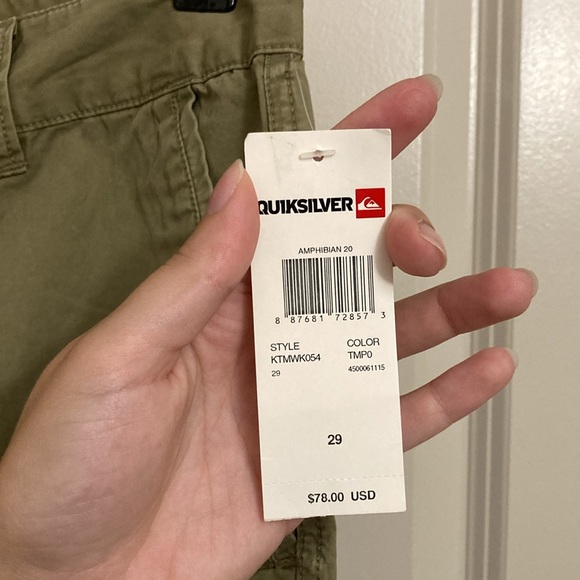 QUIKSILVER
AMPHIBIAN 20
8 87681 72857 3
STYLE COLOR
KTMWK054 TMP0
29 4500061115
29
$78.00 USD